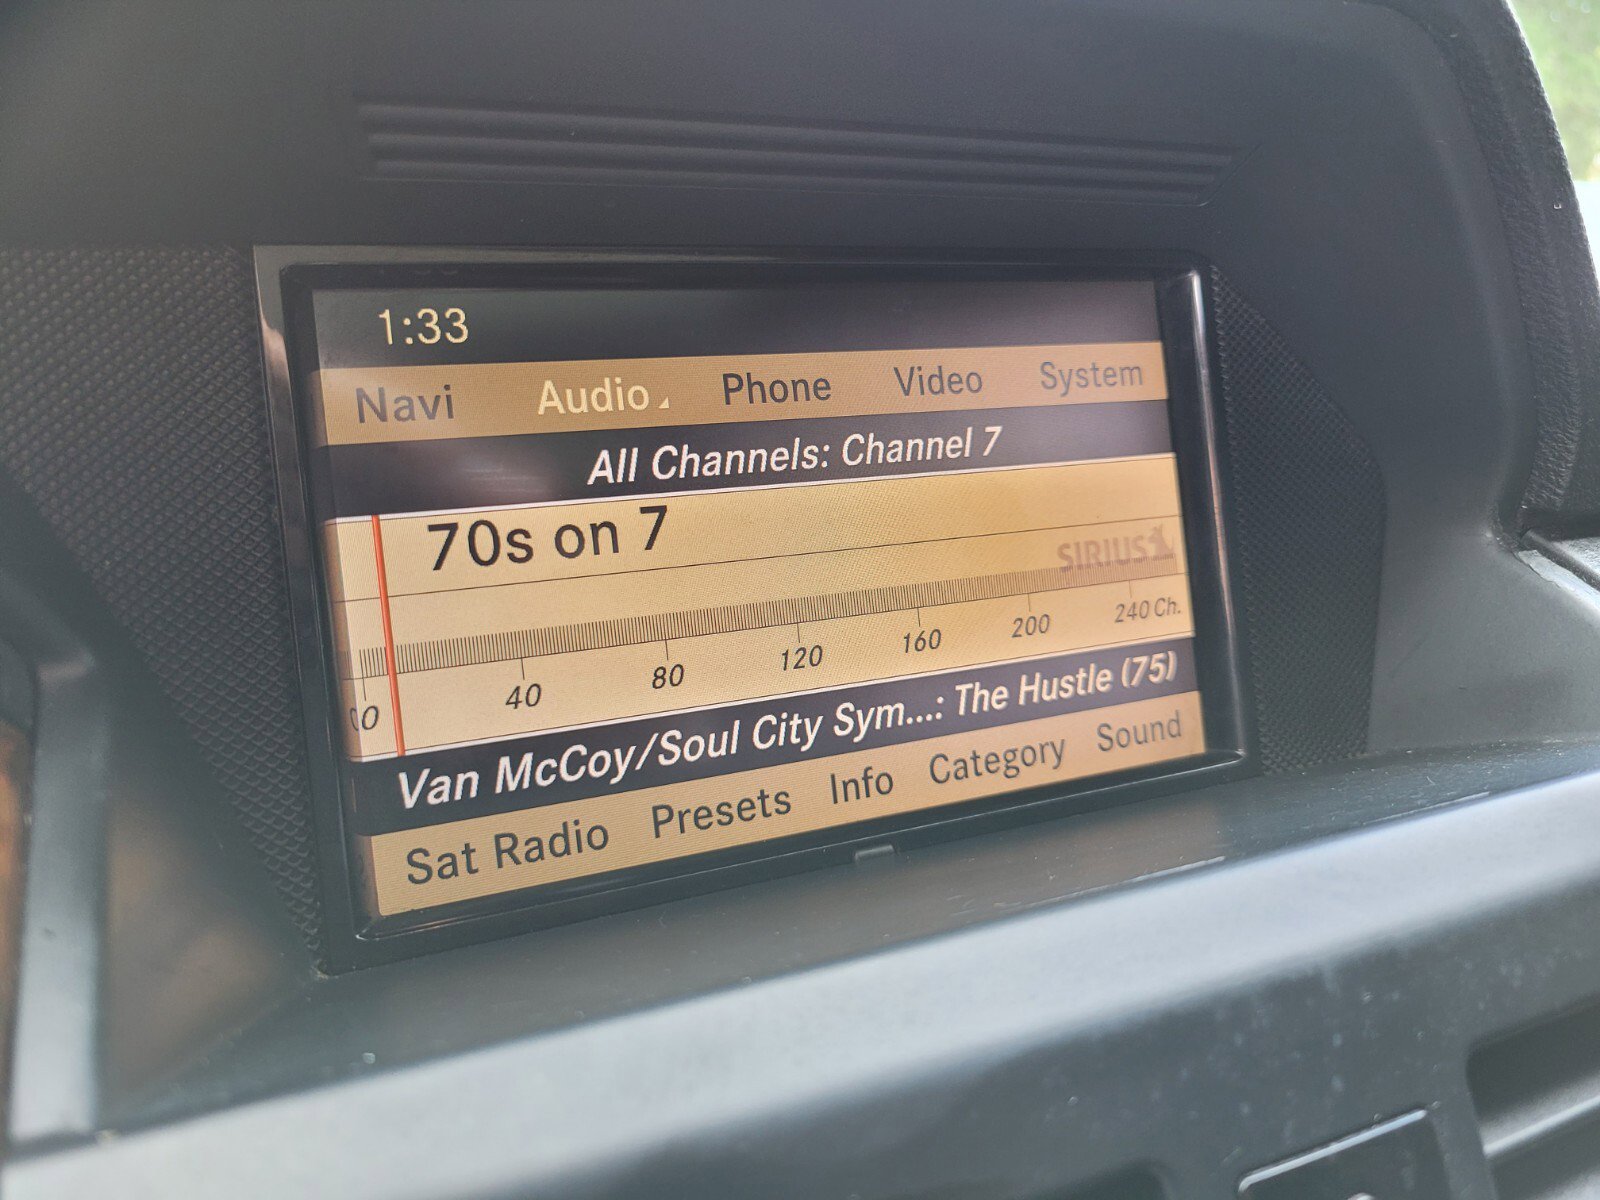 1:33
Navi Audio Phone Video System
All Channels: Channel 7
70s on 7
SIRIUS
0 40 80 120 160 200 240 Ch.
Van McCoy/Soul City Sym...: The Hustle (75)
Sat Radio Presets Info Category Sound